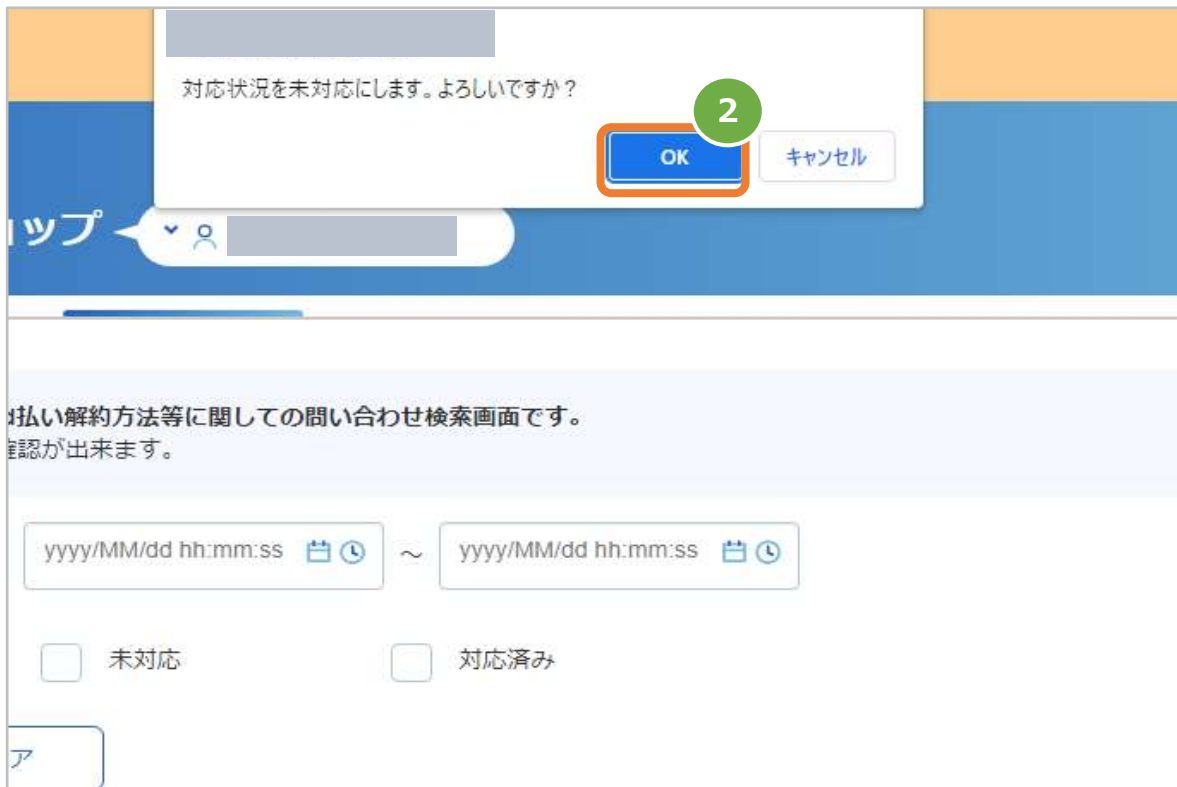 対応状況を未対応にします。よろしいですか？
2
OK
キャンセル
ョップ
払い解約方法等に関しての問い合わせ検索画面です。
確認が出来ます。
yyyy/MM/dd hh:mm:ss ～ yyyy/MM/dd hh:mm:ss
未対応
対応済み
ア